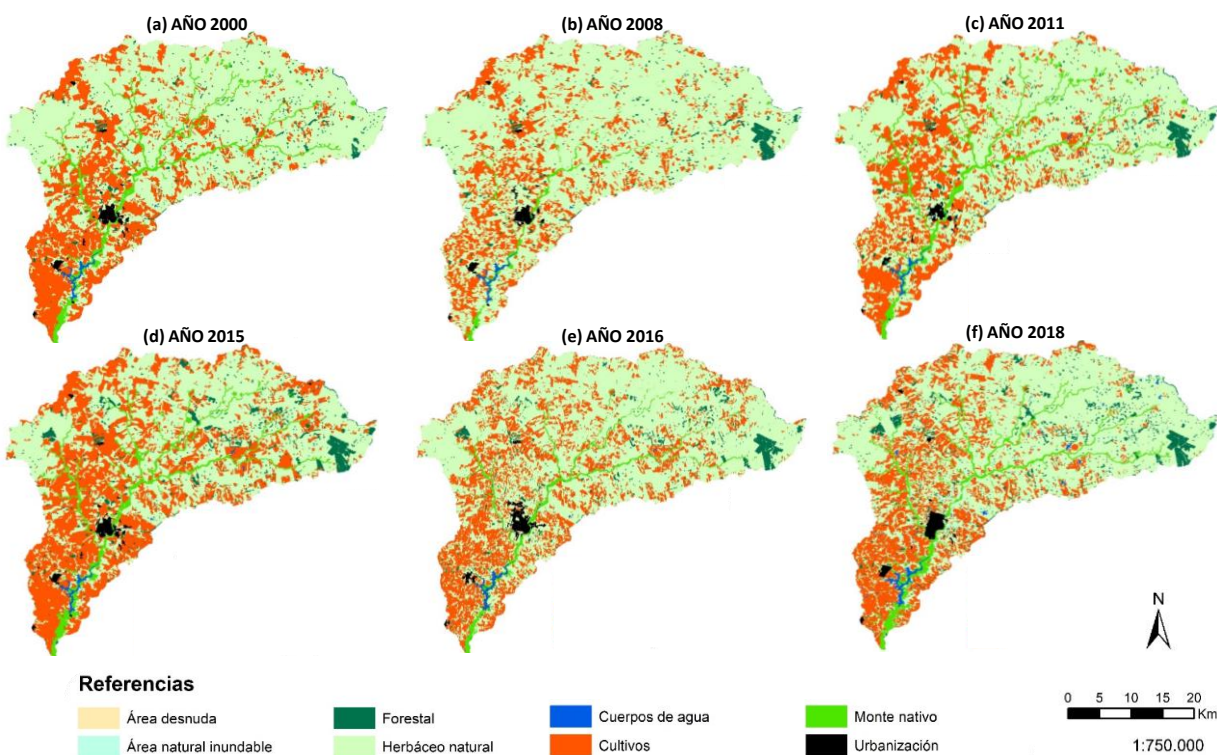 (a) AÑO 2000
(b) AÑO 2008
(c) AÑO 2011
(d) AÑO 2015
(e) AÑO 2016
(f) AÑO 2018
N
Referencias
Área desnuda
Forestal
Cuerpos de agua
Monte nativo
Área natural inundable
Herbáceo natural
Cultivos
Urbanización
0 5 10 15 20
Km
1:750.000